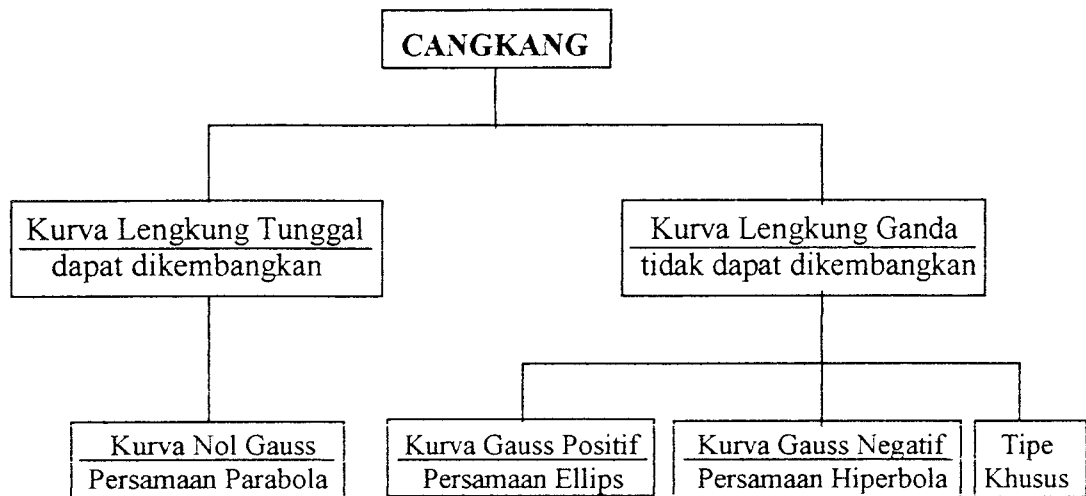 CANGKANG
Kurva Lengkung Tunggal
dapat dikembangkan
Kurva Lengkung Ganda
tidak dapat dikembangkan
Kurva Nol Gauss
Persamaan Parabola
Kurva Gauss Positif
Persamaan Ellips
Kurva Gauss Negatif
Persamaan Hiperbola
Tipe
Khusus